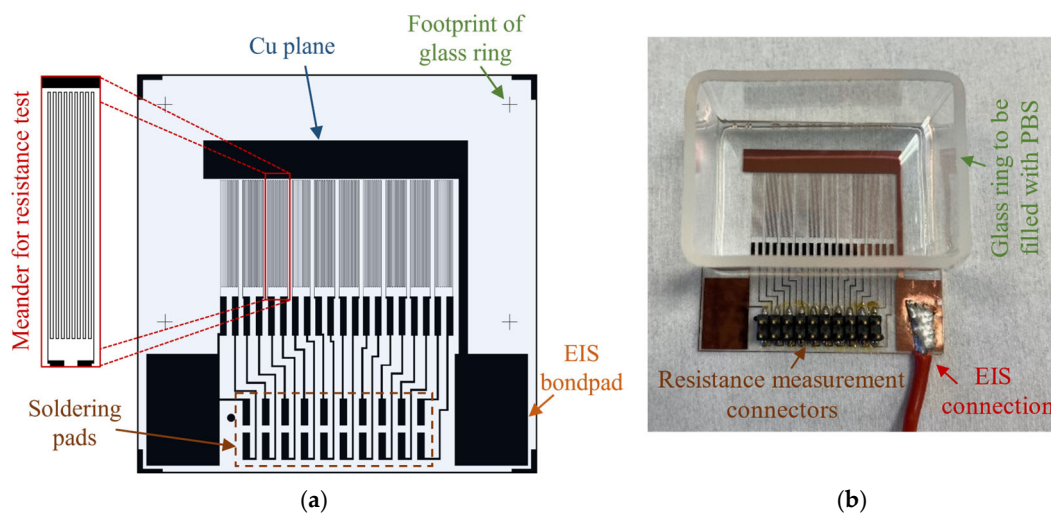 Footprint of
glass ring
Cu plane
Meander for resistance test
EIS
bondpad
Soldering
pads
(a)
Glass ring to be
filled with PBS
Resistance measurement
connectors
EIS
connection
(b)